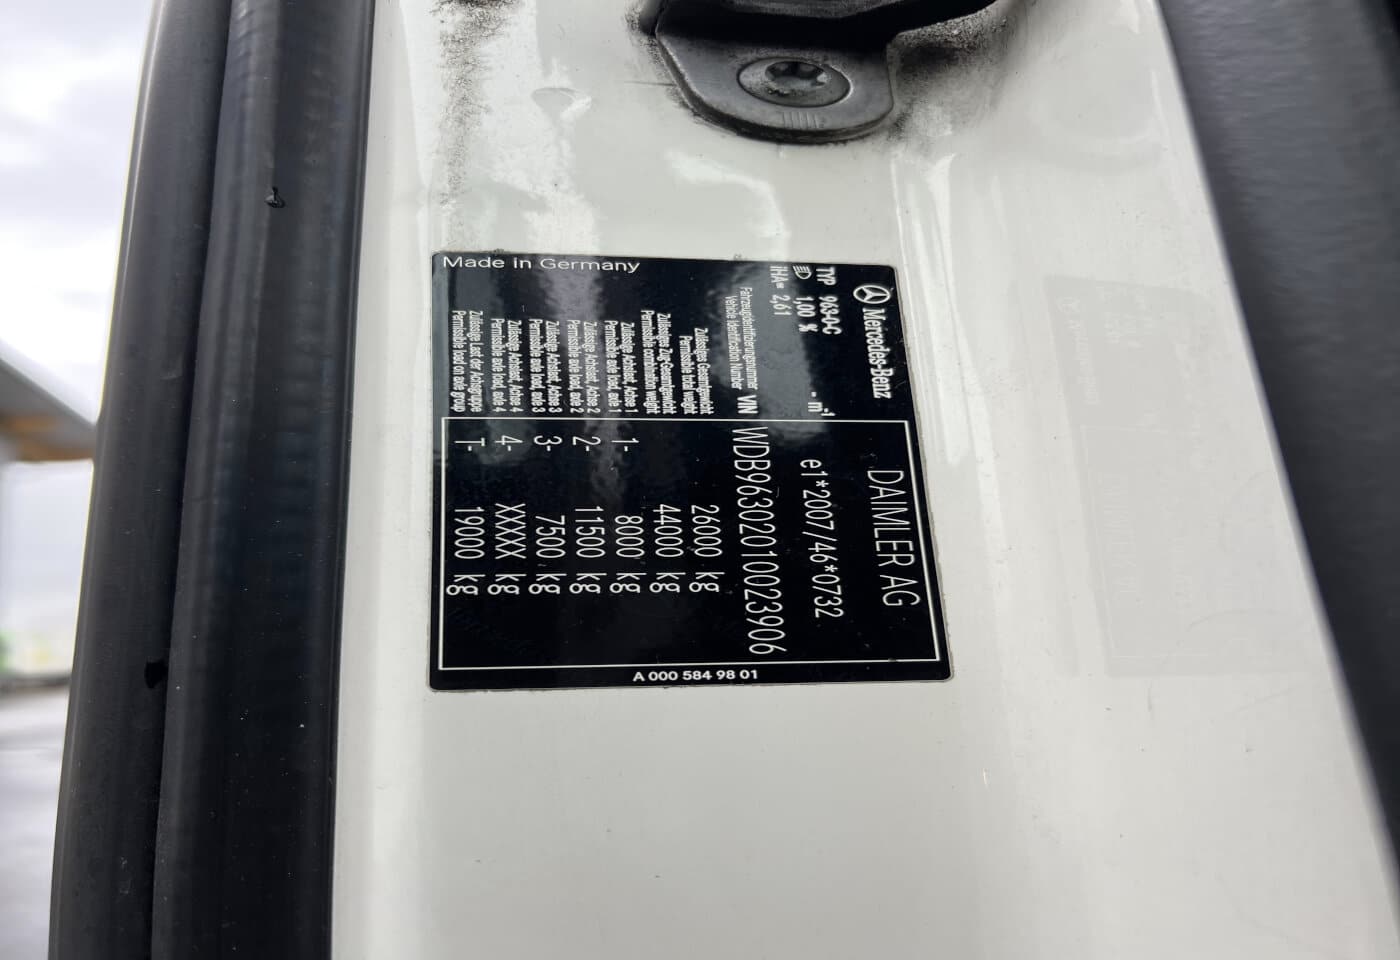 Mercedes-Benz
DAIMLER AG
TYP 963-0-C
e1*2007/46*0732
1,00 % - m-1
iHA= 2,61
Fahrzeugidentifizierungsnummer
Vehicle Identification Number VIN WDB96302010023906
Zulässiges Gesamtgewicht
Permissible total weight 26000 kg
Zulässiges Zug-Gesamtgewicht
Permissible combination weight 44000 kg
Zulässige Achslast, Achse 1
Permissible axle load, axle 1 1- 8000 kg
Zulässige Achslast, Achse 2
Permissible axle load, axle 2 2- 11500 kg
Zulässige Achslast, Achse 3
Permissible axle load, axle 3 3- 7500 kg
Zulässige Achslast, Achse 4
Permissible axle load, axle 4 4- XXXXX kg
Zulässige Last der Achsgruppe
Permissible load on axle group T- 19000 kg
Made in Germany
A 000 584 98 01